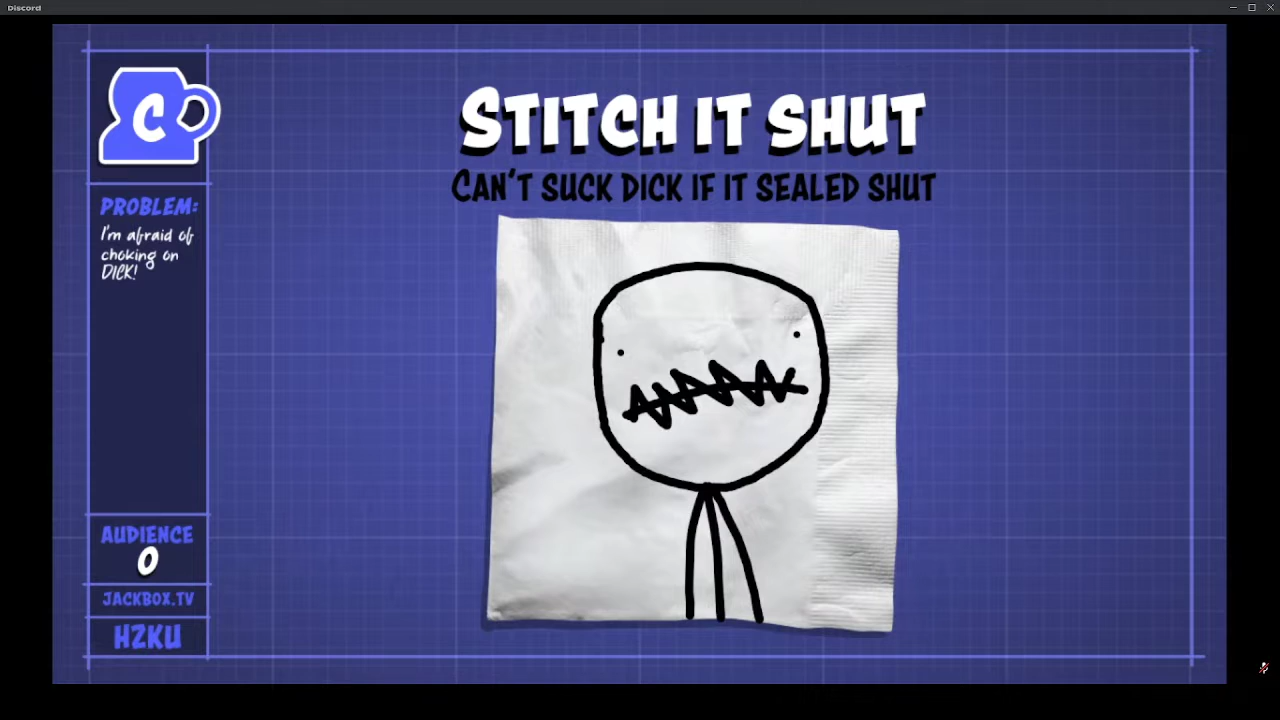 Discord
C
STITCH IT SHUT
CAN'T SUCK DICK IF IT SEALED SHUT
PROBLEM:
I'm afraid of
choking on
DICK!
AUDIENCE
0
JACKBOX.TV
HZKU